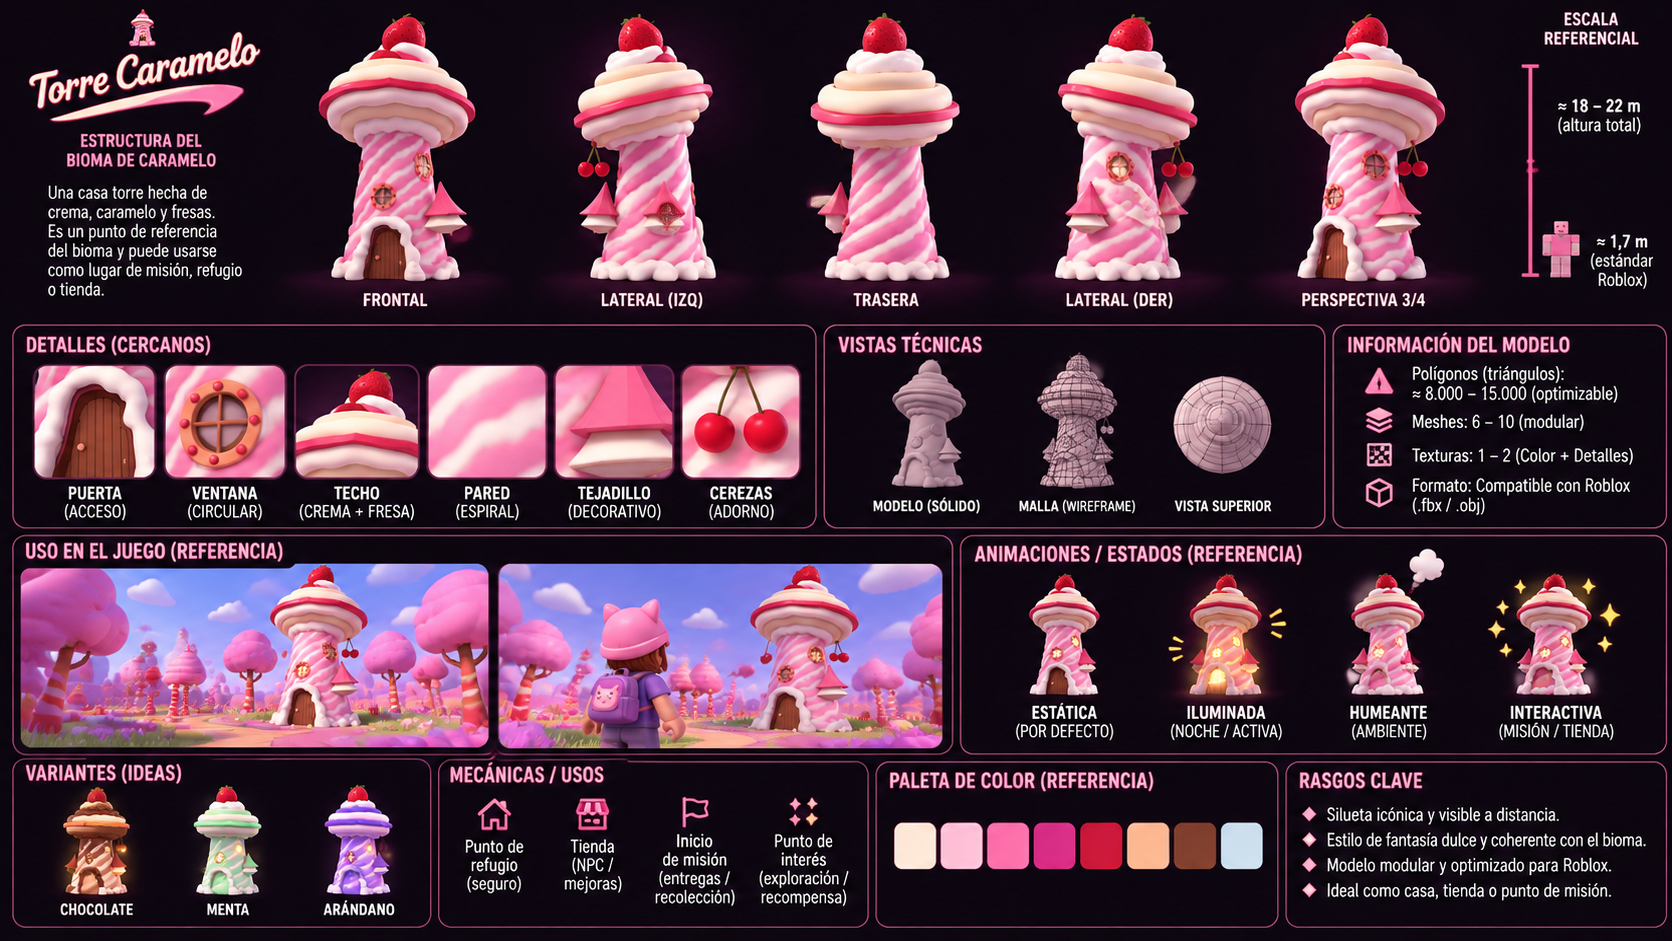 Torre Caramelo
ESTRUCTURA DEL
BIOMA DE CARAMELO
Una casa torre hecha de
crema, caramelo y fresas.
Es un punto de referencia
del bioma y puede usarse
como lugar de misión, refugio
o tienda.
FRONTAL
LATERAL (IZQ)
TRASERA
LATERAL (DER)
PERSPECTIVA 3/4
ESCALA
REFERENCIAL
≈ 18 – 22 m
(altura total)
≈ 1,7 m
(estándar
Roblox)
DETALLES (CERCANOS)
PUERTA
(ACCESO)
VENTANA
(CIRCULAR)
TECHO
(CREMA + FRESA)
PARED
(ESPIRAL)
TEJADILLO
(DECORATIVO)
CEREZAS
(ADORNO)
VISTAS TÉCNICAS
MODELO (SÓLIDO)
MALLA (WIREFRAME)
VISTA SUPERIOR
INFORMACIÓN DEL MODELO
Polígonos (triángulos):
≈ 8.000 – 15.000 (optimizable)
Meshes: 6 – 10 (modular)
Texturas: 1 – 2 (Color + Detalles)
Formato: Compatible con Roblox
(.fbx / .obj)
USO EN EL JUEGO (REFERENCIA)
ANIMACIONES / ESTADOS (REFERENCIA)
ESTÁTICA
(POR DEFECTO)
ILUMINADA
(NOCHE / ACTIVA)
HUMEANTE
(AMBIENTE)
INTERACTIVA
(MISIÓN / TIENDA)
VARIANTES (IDEAS)
CHOCOLATE
MENTA
ARÁNDANO
MECÁNICAS / USOS
Punto de
refugio
(seguro)
Tienda
(NPC /
mejoras)
Inicio
de misión
(entregas /
recolección)
Punto de
interés
(exploración /
recompensa)
PALETA DE COLOR (REFERENCIA)
RASGOS CLAVE
Silueta icónica y visible a distancia.
Estilo de fantasía dulce y coherente con el bioma.
Modelo modular y optimizado para Roblox.
Ideal como casa, tienda o punto de misión.